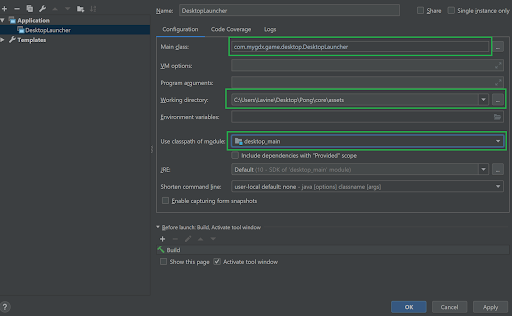 Name: DesktopLauncher
Share
Single instance only
Application
DesktopLauncher
Templates
Configuration Code Coverage Logs
Main class: com.mygdx.game.desktop.DesktopLauncher
VM options:
Program arguments:
Working directory: C:\Users\Lavine\Desktop\Pong\core\assets
Environment variables:
Use classpath of module: desktop_main
Include dependencies with "Provided" scope
JRE: Default (10 - SDK of 'desktop_main' module)
Shorten command line: user-local default: none - java [options] classname [args]
Enable capturing form snapshots
Before launch: Build, Activate tool window
Build
Show this page Activate tool window
OK Cancel Apply